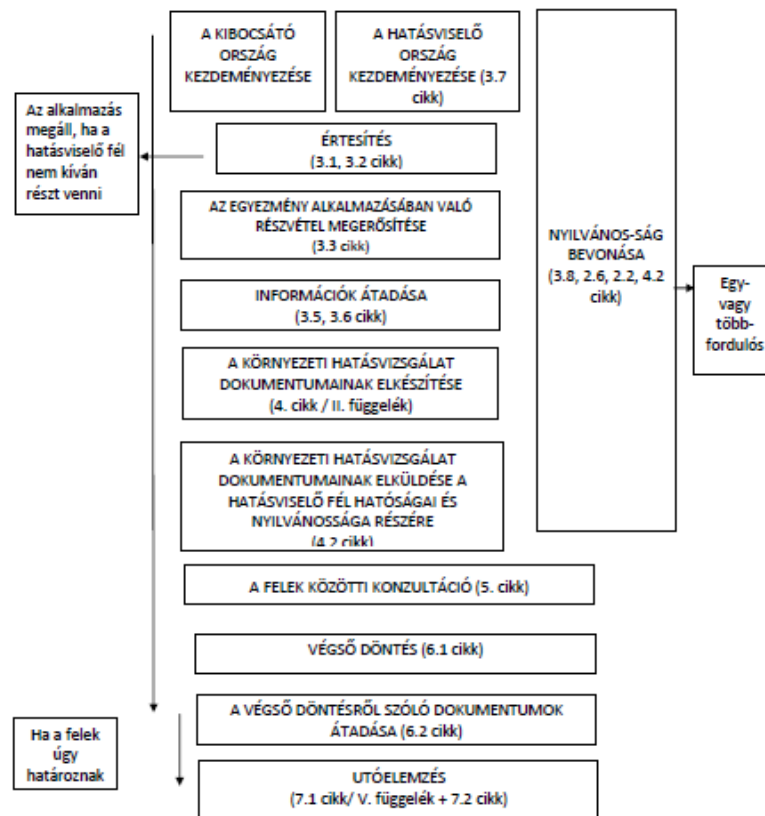 A KIBOCSÁTÓ
ORSZÁG
KEZDEMÉNYEZÉSE
A HATÁSVISELŐ
ORSZÁG
KEZDEMÉNYEZÉSE (3.7
cikk)
Az alkalmazás
megáll, ha a
hatásviselő fél
nem kíván
részt venni
ÉRTESÍTÉS
(3.1, 3.2 cikk)
AZ EGYEZMÉNY ALKALMAZÁSÁBAN VALÓ
RÉSZVÉTEL MEGERŐSÍTÉSE
(3.3 cikk)
NYILVÁNOS-SÁG
BEVONÁSA
(3.8, 2.6, 2.2, 4.2
cikk)
Egy-
vagy
több-
fordulós
INFORMÁCIÓK ÁTADÁSA
(3.5, 3.6 cikk)
A KÖRNYEZETI HATÁSVIZSGÁLAT
DOKUMENTUMAINAK ELKÉSZÍTÉSE
(4. cikk / II. függelék)
A KÖRNYEZETI HATÁSVIZSGÁLAT
DOKUMENTUMAINAK ELKÜLDÉSE A
HATÁSVISELŐ FÉL HATÓSÁGAI ÉS
NYILVÁNOSSÁGA RÉSZÉRE
(4.2 cikk)
A FELEK KÖZÖTTI KONZULTÁCIÓ (5. cikk)
VÉGSŐ DÖNTÉS (6.1 cikk)
A VÉGSŐ DÖNTÉSRŐL SZÓLÓ DOKUMENTUMOK
ÁTADÁSA (6.2 cikk)
Ha a felek
úgy
határoznak
UTÓELEMZÉS
(7.1 cikk/ V. függelék + 7.2 cikk)